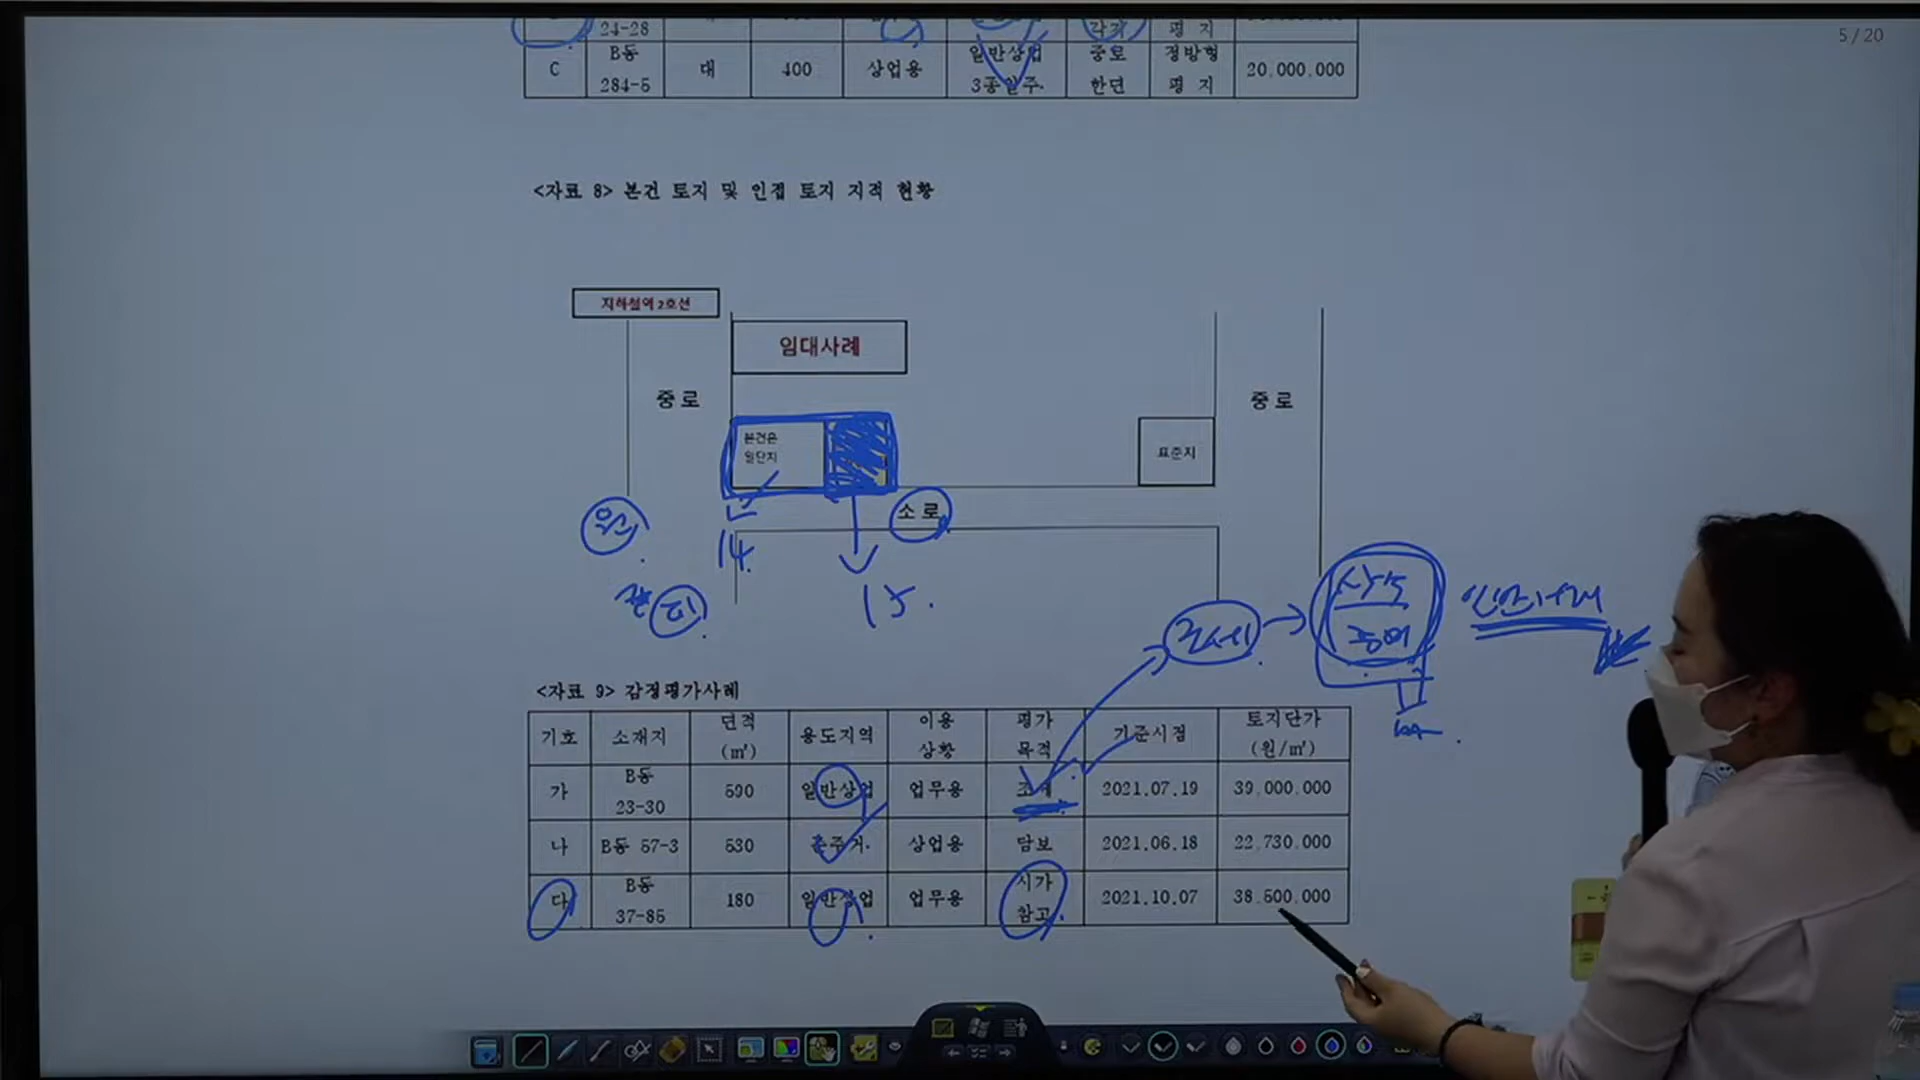 5 / 20
24-28 각지 평 지
C B동 284-5 대 400 상업용 일반상업 3종일주. 중로 한면 정방형 평 지 20,000,000
<자료 8> 본건 토지 및 인접 토지 지적 현황
지하철역 2호선
임대사례
중로
중로
본건은
일단지
표준지
소로
14.
15.
<자료 9> 감정평가사례
기호 소재지 면적 (㎡) 용도지역 이용 상황 평가 목적 기준시점 토지단가 (원/㎡)
가 B동 23-30 590 일반상업 업무용 조세 2021.07.19 39,000,000
나 B동 57-3 530 준주거. 상업용 담보 2021.06.18 22,730,000
다 B동 37-85 180 일반상업 업무용 시가 참고 2021.10.07 38,500,000